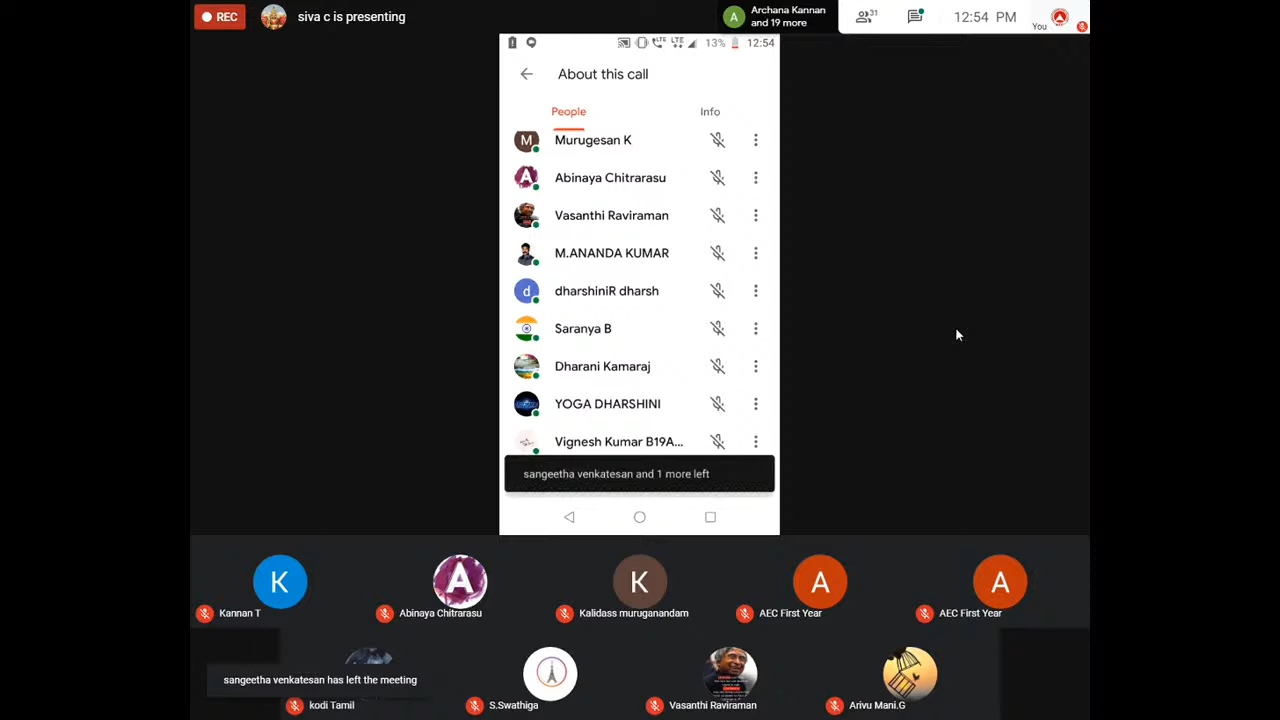 REC
siva c is presenting
A
Archana Kannan
and 19 more
31
12:54 PM
You
LTE
LTE
13%
12:54
About this call
People
Info
M
Murugesan K
A
Abinaya Chitrarasu
Vasanthi Raviraman
M.ANANDA KUMAR
d
dharshiniR dharsh
Saranya B
Dharani Kamaraj
YOGA DHARSHINI
Vignesh Kumar B19A...
sangeetha venkatesan and 1 more left
K
A
K
A
A
Kannan T
Abinaya Chitrarasu
Kalidass muruganandam
AEC First Year
AEC First Year
sangeetha venkatesan has left the meeting
kodi Tamil
S.Swathiga
Vasanthi Raviraman
Arivu Mani.G